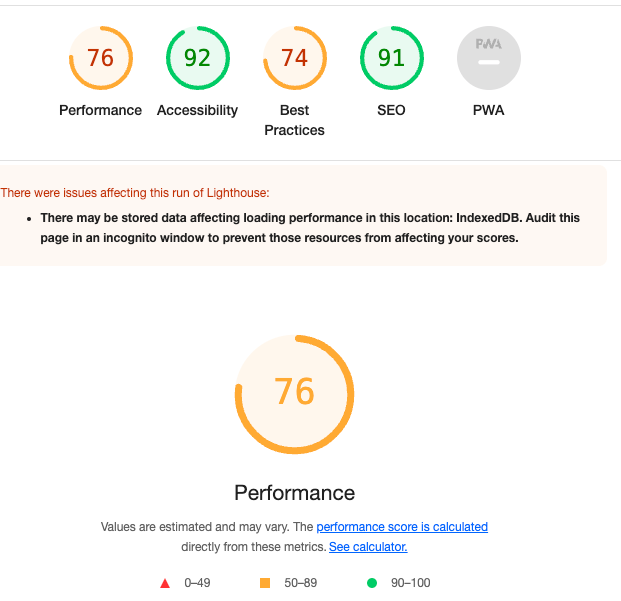 76
92
74
91
PWA
Performance
Accessibility
Best
Practices
SEO
PWA
There were issues affecting this run of Lighthouse:
• There may be stored data affecting loading performance in this location: IndexedDB. Audit this
page in an incognito window to prevent those resources from affecting your scores.
76
Performance
Values are estimated and may vary. The performance score is calculated
directly from these metrics. See calculator.
0–49
50–89
90–100